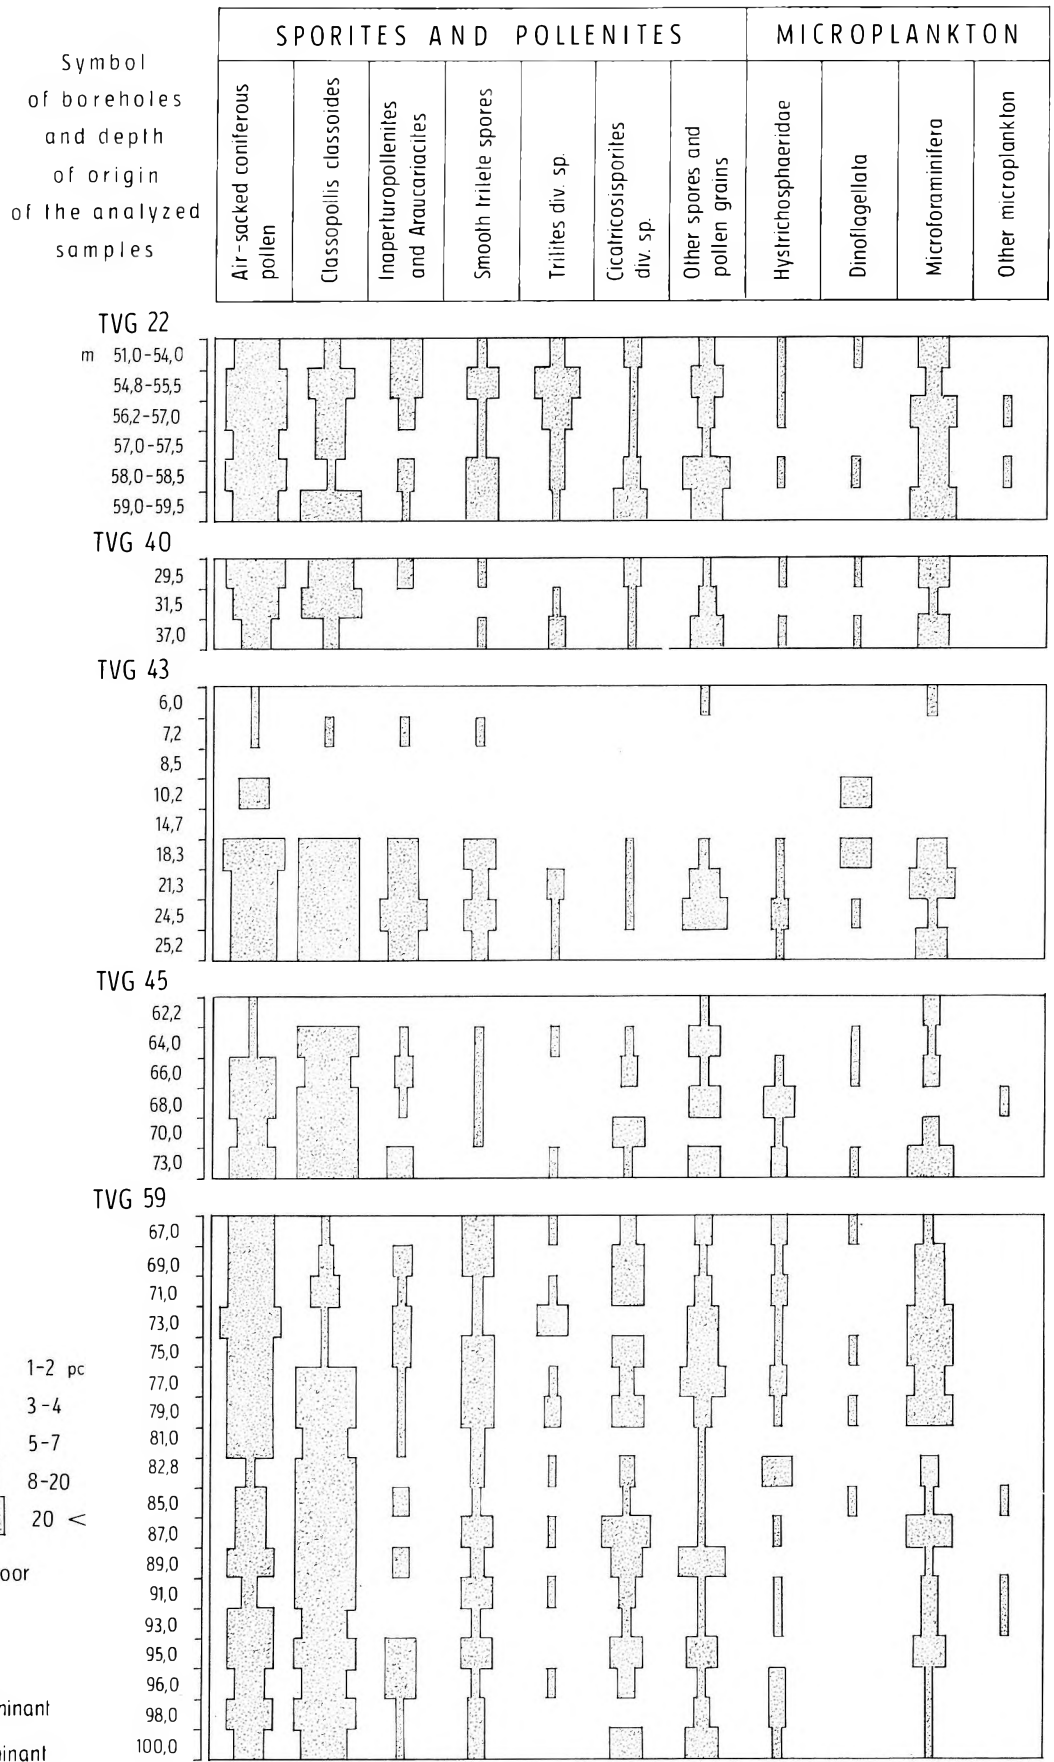 SPORITES AND POLLENITES
MICROPLANKTON
Symbol
of boreholes
and depth
of origin
of the analyzed
samples
Air-sacked coniferous
pollen
Classopollis classoides
Inaperturopollenites
and Araucariacites
Smooth trilete spores
Trilites div. sp.
Cicatricosisporites
div. sp.
Other spores and
pollen grains
Hystrichosphaeridae
Dinoflagellata
Microforaminifera
Other microplankton
TVG 22
m 51,0-54,0
54,8-55,5
56,2-57,0
57,0-57,5
58,0-58,5
59,0-59,5
TVG 40
29,5
31,5
37,0
TVG 43
6,0
7,2
8,5
10,2
14,7
18,3
21,3
24,5
25,2
TVG 45
62,2
64,0
66,0
68,0
70,0
73,0
TVG 59
67,0
69,0
71,0
73,0
75,0
77,0
79,0
81,0
82,8
85,0
87,0
89,0
91,0
93,0
95,0
96,0
98,0
100,0
1-2 pc
3-4
5-7
8-20
20 <
oor
ninant
inant